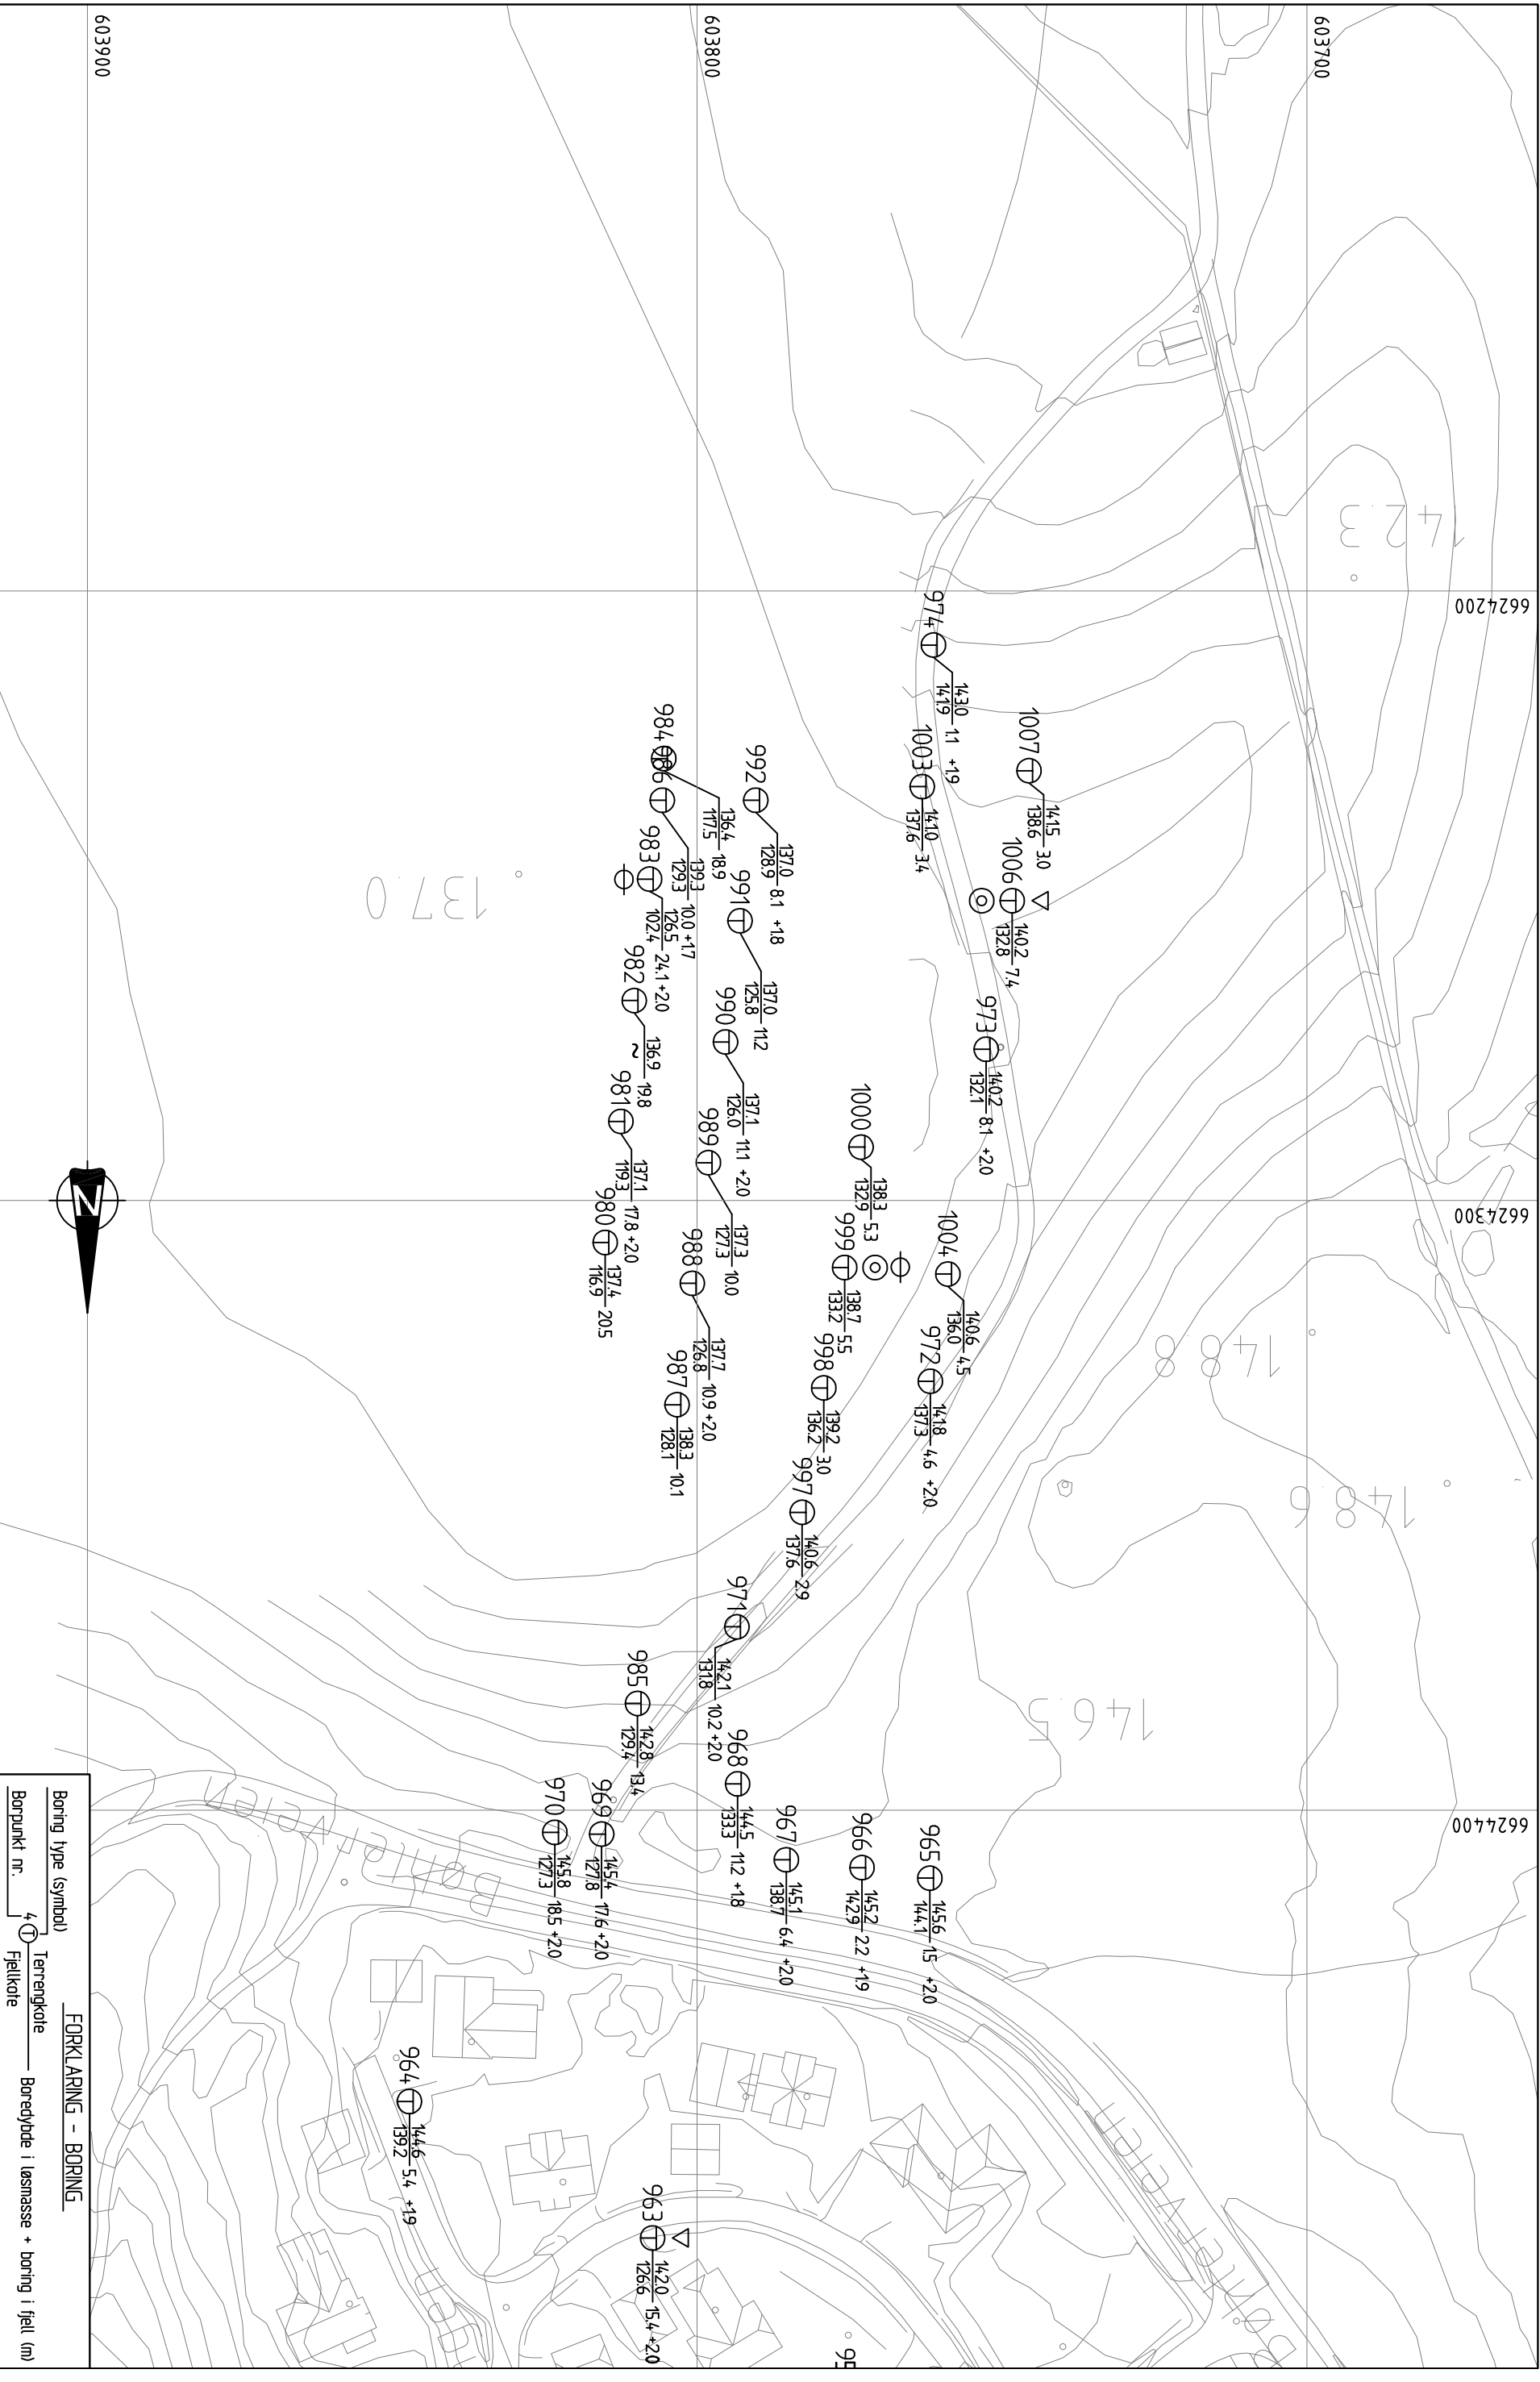 603900
603800
603700
6624200
6624300
6624400
142.3
137.0
148.8
148.6
146.5
974 143.0 141.9 1.1 +1.9
1007 141.5 138.6 3.0
1003 141.0 137.6 3.4
1006 140.2 132.8 7.4
973 140.2 132.1 8.1 +2.0
992 137.0 128.9 8.1 +1.8
984 136.4 117.5 18.9
986 139.3 129.3 10.0 +1.7
983 126.5 102.4 24.1 +2.0
991 137.0 125.8 11.2
982 136.9 ~ 19.8
990 137.1 126.0 11.1 +2.0
981 137.1 119.3 17.8 +2.0
989 137.3 127.3 10.0
980 137.4 116.9 20.5
988 137.7 126.8 10.9 +2.0
987 138.3 128.1 10.1
1000 138.3 132.9 5.3
999 138.7 133.2 5.5
1004 140.6 136.0 4.5
998 139.2 136.2 3.0
972 141.8 137.3 4.6 +2.0
997 140.6 137.6 2.9
971 142.1 131.8 10.2 +2.0
985 142.8 129.4 13.4
968 144.5 133.3 11.2 +1.8
970 145.8 127.3 18.5 +2.0
969 145.4 127.8 17.6 +2.0
967 145.1 138.7 6.4 +2.0
966 145.2 142.9 2.2 +1.9
965 145.6 144.1 1.5 +2.0
964 144.6 139.2 5.4 +1.9
963 142.0 126.6 15.4 +2.0
N
FORKLARING - BORING
Boring type (symbol)
Terrengkote
Borpunkt nr. 4 T Boredybde i løsmasse + boring i fjell (m)
Fjellkote